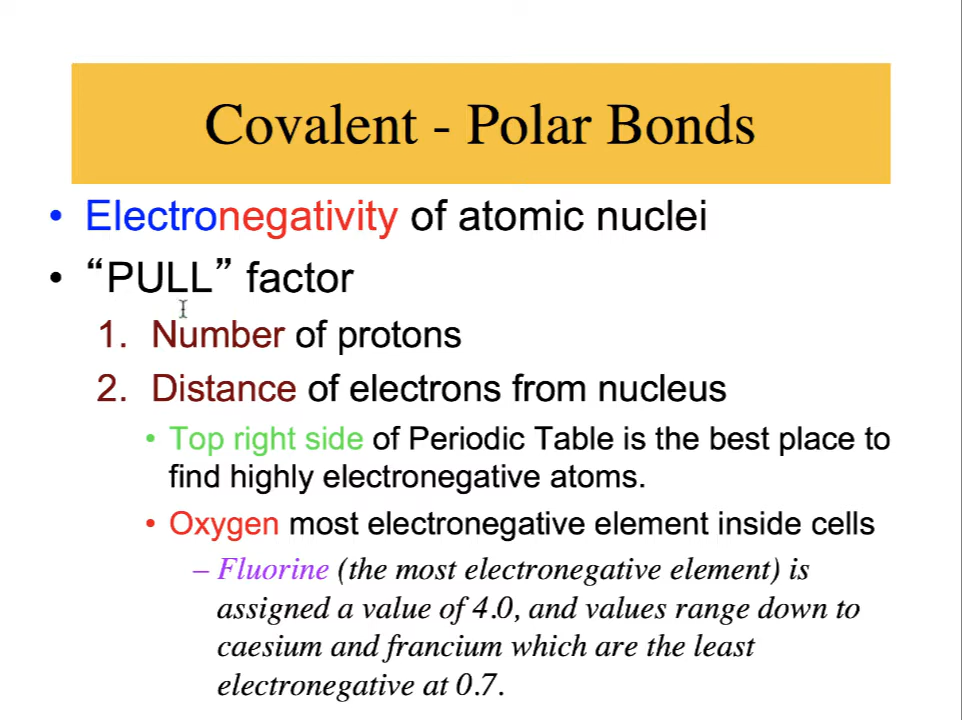 Covalent - Polar Bonds
• Electronegativity of atomic nuclei
• “PULL” factor
1. Number of protons
2. Distance of electrons from nucleus
• Top right side of Periodic Table is the best place to
find highly electronegative atoms.
• Oxygen most electronegative element inside cells
– Fluorine (the most electronegative element) is
assigned a value of 4.0, and values range down to
caesium and francium which are the least
electronegative at 0.7.